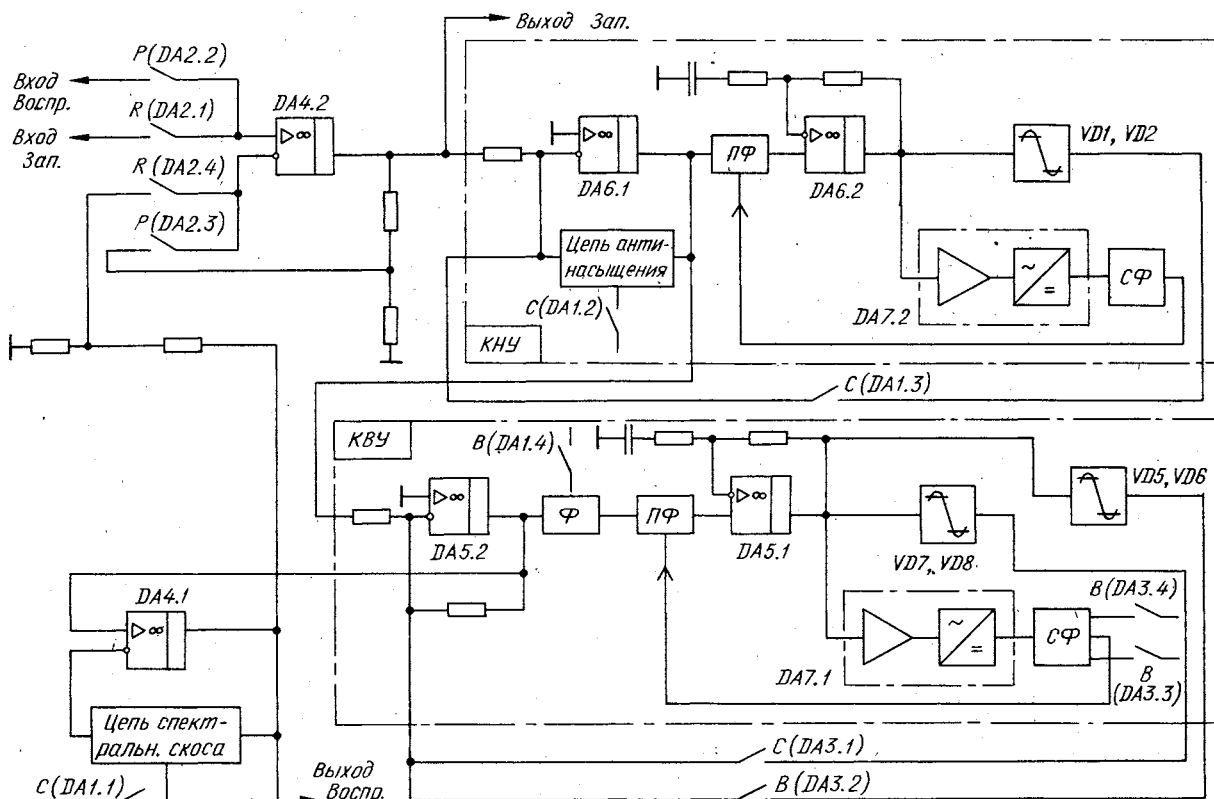 Выход Зап.
P(DA2.2)
Вход
Воспр.
R(DA2.1)
DA4.2
▷∞
Вход
Зап.
R(DA2.4)
P(DA2.3)
▷∞
DA6.1
ПФ
▷∞
DA6.2
VD1, VD2
Цепь анти-
насыщения
C(DA1.2)
~
=
СФ
DA7.2
КНУ
C(DA1.3)
КВУ
B(DA1.4)
▷∞
DA5.2
Ф
ПФ
▷∞
DA5.1
VD5, VD6
VD7, VD8
DA4.1
▷∞
~
=
СФ
B(DA3.4)
DA7.1
B
(DA3.3)
Цепь спект-
ральн. скоса
C(DA3.1)
C(DA1.1)
Выход
Воспр.
B(DA3.2)